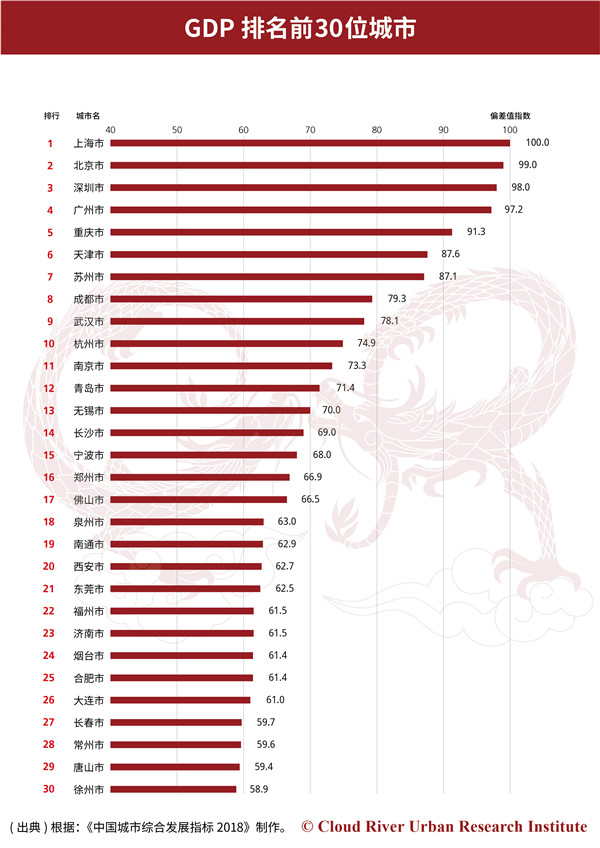 GDP 排名前30位城市
排行 城市名 偏差值指数
40 50 60 70 80 90 100
1 上海市 100.0
2 北京市 99.0
3 深圳市 98.0
4 广州市 97.2
5 重庆市 91.3
6 天津市 87.6
7 苏州市 87.1
8 成都市 79.3
9 武汉市 78.1
10 杭州市 74.9
11 南京市 73.3
12 青岛市 71.4
13 无锡市 70.0
14 长沙市 69.0
15 宁波市 68.0
16 郑州市 66.9
17 佛山市 66.5
18 泉州市 63.0
19 南通市 62.9
20 西安市 62.7
21 东莞市 62.5
22 福州市 61.5
23 济南市 61.5
24 烟台市 61.4
25 合肥市 61.4
26 大连市 61.0
27 长春市 59.7
28 常州市 59.6
29 唐山市 59.4
30 徐州市 58.9
( 出典 ) 根据：《中国城市综合发展指标 2018》制作。 © Cloud River Urban Research Institute